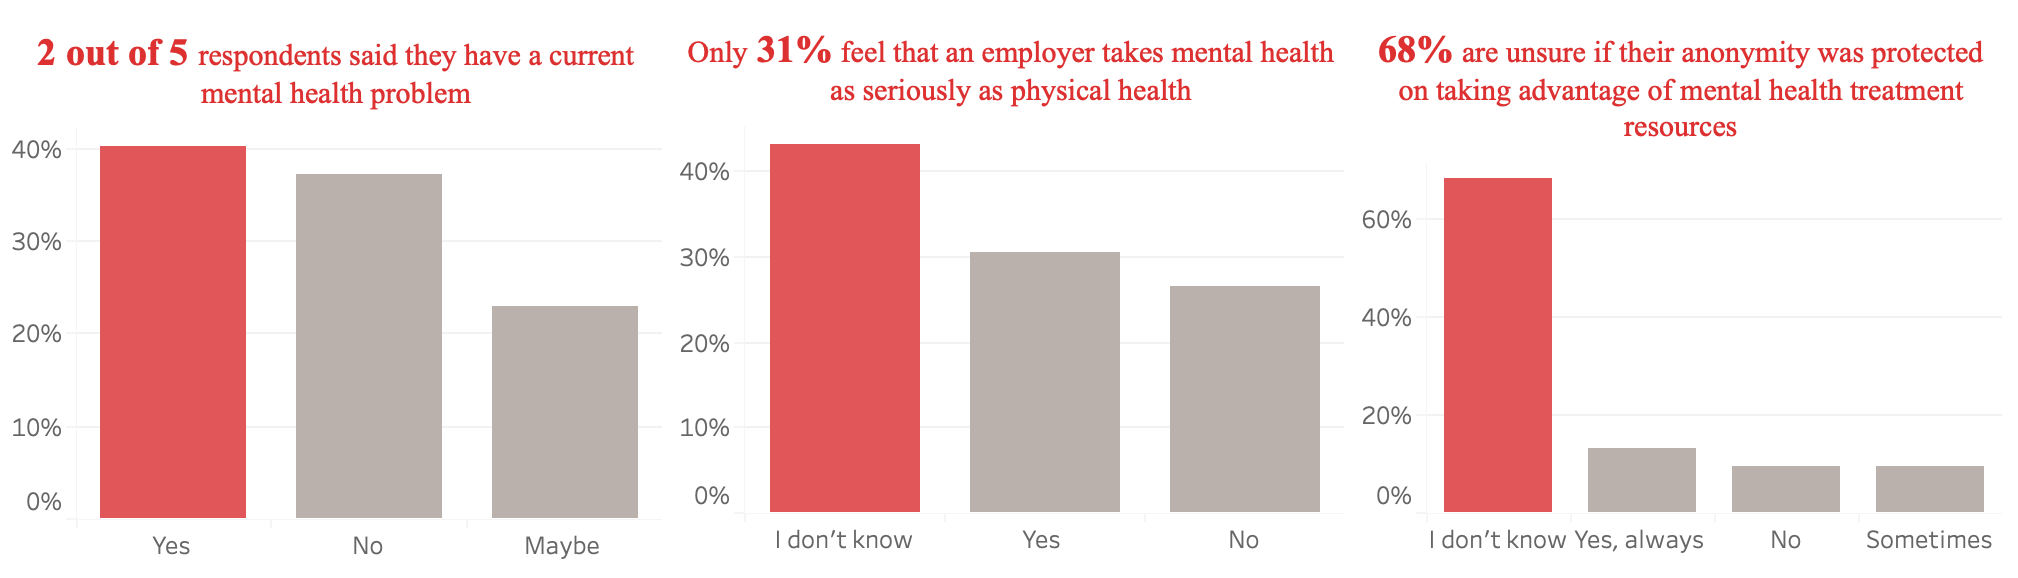 2 out of 5 respondents said they have a current
mental health problem
40%
30%
20%
10%
0%
Yes
No
Maybe
Only 31% feel that an employer takes mental health
as seriously as physical health
40%
30%
20%
10%
0%
I don’t know
Yes
No
68% are unsure if their anonymity was protected
on taking advantage of mental health treatment
resources
60%
40%
20%
0%
I don’t know
Yes, always
No
Sometimes